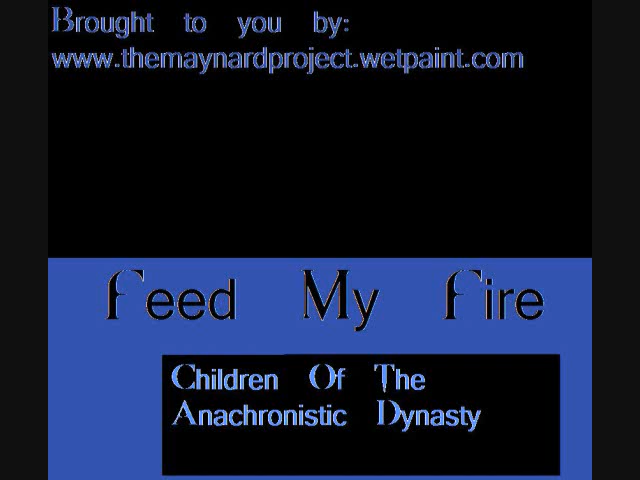 Brought to you by:
www.themaynardproject.wetpaint.com
Feed My Fire
Children Of The
Anachronistic Dynasty